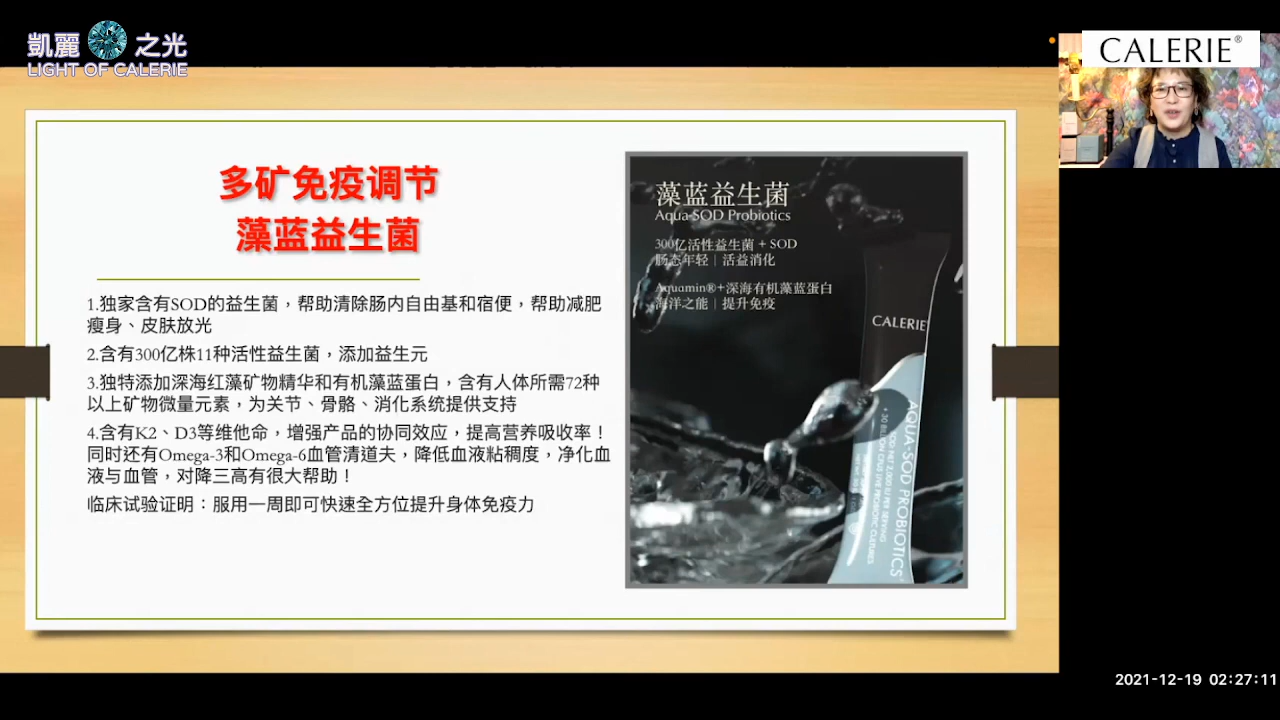 凱麗之光
LIGHT OF CALERIE
CALERIE®
多矿免疫调节
藻蓝益生菌
1.独家含有SOD的益生菌，帮助清除肠内自由基和宿便，帮助减肥
瘦身、皮肤放光
2.含有300亿株11种活性益生菌，添加益生元
3.独特添加深海红藻矿物精华和有机藻蓝蛋白，含有人体所需72种
以上矿物微量元素，为关节、骨骼、消化系统提供支持
4.含有K2、D3等维他命，增强产品的协同效应，提高营养吸收率！
同时还有Omega-3和Omega-6血管清道夫，降低血液粘稠度，净化血
液与血管，对降三高有很大帮助！
临床试验证明：服用一周即可快速全方位提升身体免疫力
藻蓝益生菌
Aqua-SOD Probiotics
300亿活性益生菌 + SOD
肠态年轻 | 活益消化
Aquamin®+深海有机藻蓝蛋白
海洋之能 | 提升免疫
CALERIE
AQUA-SOD PROBIOTICS
+ 30 BILLION CFUS LIVE PROBIOTIC CULTURES
2021-12-19 02:27:11